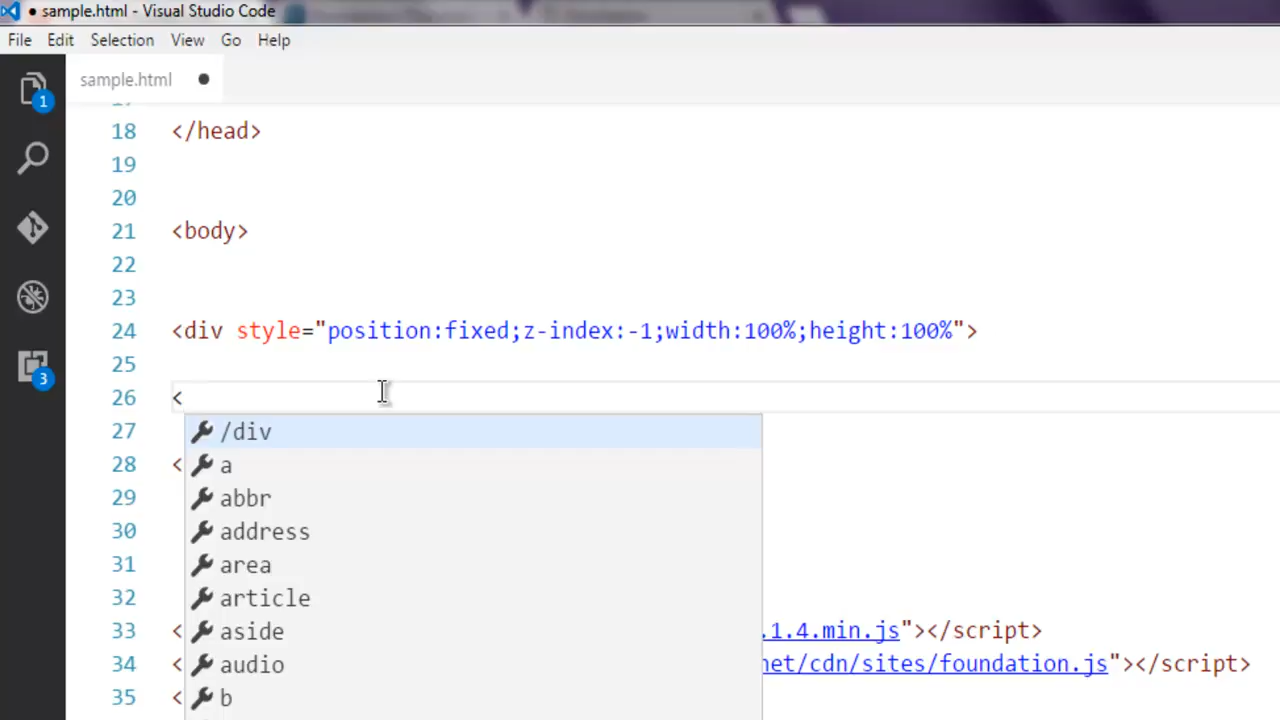 ● sample.html - Visual Studio Code
File Edit Selection View Go Help
1
sample.html ●
18 </head>
19
20
21 <body>
22
23
24 <div style="position:fixed;z-index:-1;width:100%;height:100%">
25
3
26 <
27 /div
28 < a
29 abbr
30 address
31 area
32 article
33 < aside .1.4.min.js"></script>
34 < audio net/cdn/sites/foundation.js"></script>
35 < b